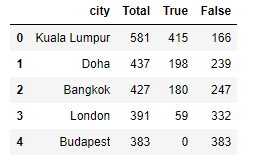 city Total True False
0 Kuala Lumpur 581 415 166
1 Doha 437 198 239
2 Bangkok 427 180 247
3 London 391 59 332
4 Budapest 383 0 383